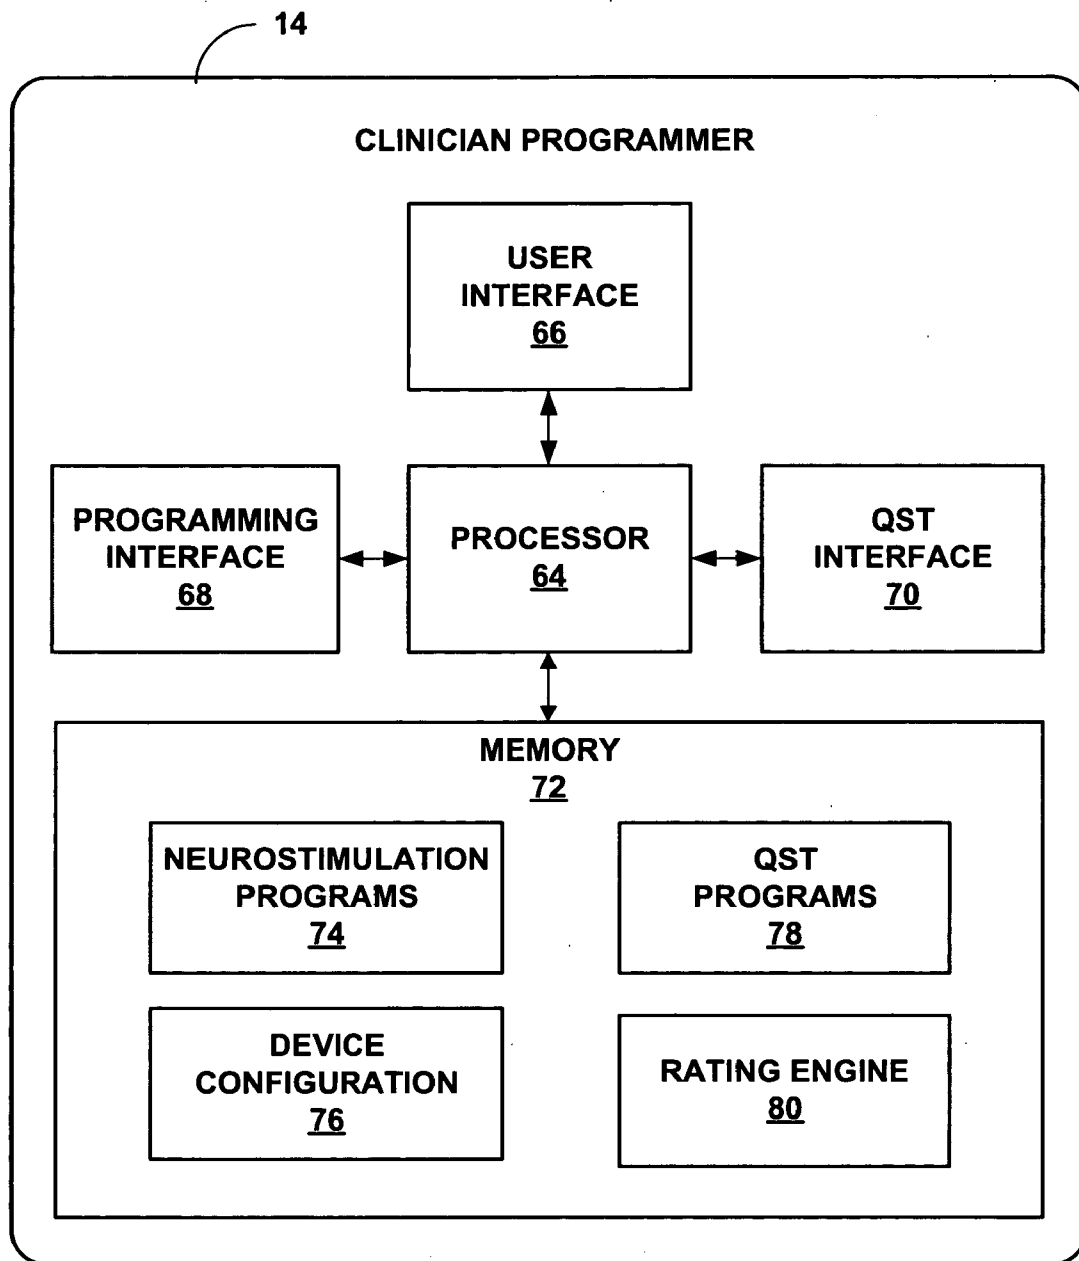 14
CLINICIAN PROGRAMMER
USER
INTERFACE
66
PROGRAMMING
INTERFACE
68
PROCESSOR
64
QST
INTERFACE
70
MEMORY
72
NEUROSTIMULATION
PROGRAMS
74
QST
PROGRAMS
78
DEVICE
CONFIGURATION
76
RATING ENGINE
80